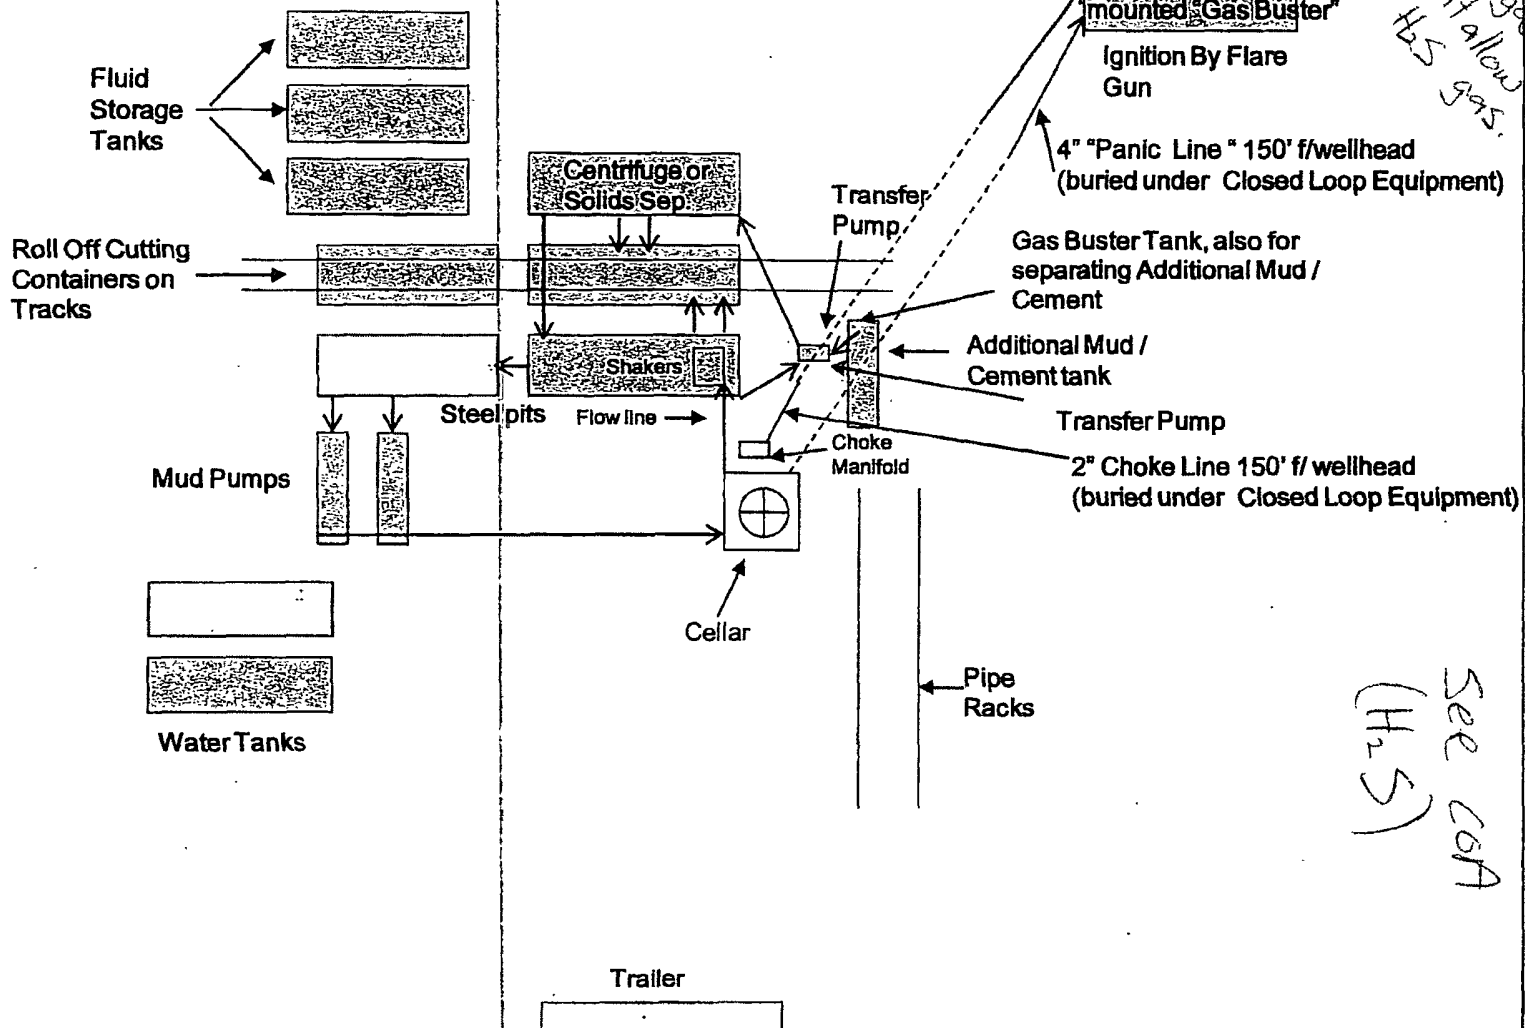 mounted "Gas Buster"
Ignition By Flare
Gun
allow
H2S gas.
Fluid
Storage
Tanks
4" "Panic Line " 150' f/wellhead
(buried under Closed Loop Equipment)
Centrifuge or
Solids Sep.
Transfer
Pump
Gas Buster Tank, also for
separating Additional Mud /
Cement
Roll Off Cutting
Containers on
Tracks
Additional Mud /
Cement tank
Shakers
Steel pits
Flow line
Transfer Pump
Choke
Manifold
2" Choke Line 150' f/ wellhead
(buried under Closed Loop Equipment)
Mud Pumps
Cellar
Pipe
Racks
See COA
(H2S)
Water Tanks
Trailer